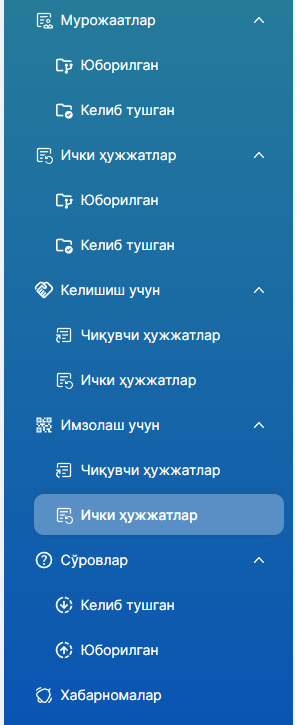 Мурожаатлар
Юборилган
Келиб тушган
Ички ҳужжатлар
Юборилган
Келиб тушган
Келишиш учун
Чиқувчи ҳужжатлар
Ички ҳужжатлар
Имзолаш учун
Чиқувчи ҳужжатлар
Ички ҳужжатлар
Сўровлар
Келиб тушган
Юборилган
Хабарномалар